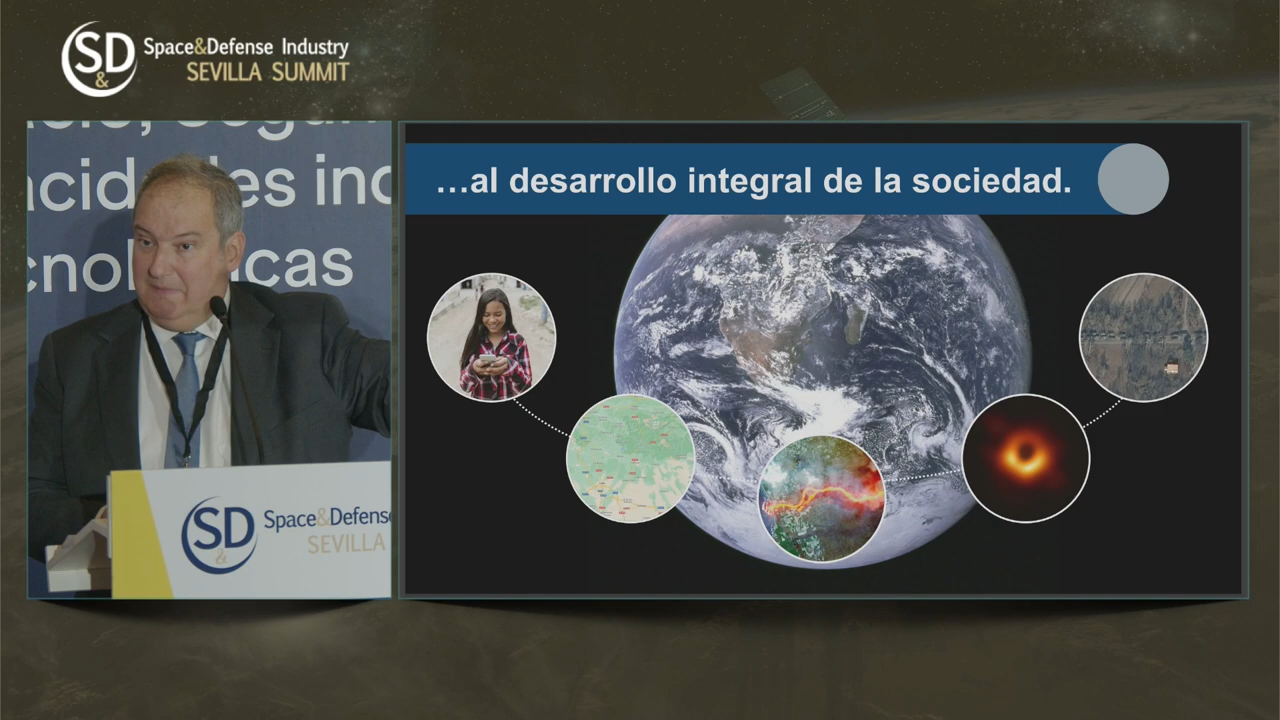 S&D
Space&Defense Industry
SEVILLA SUMMIT
…al desarrollo integral de la sociedad.
SD
&
Space&Defense
SEVILLA